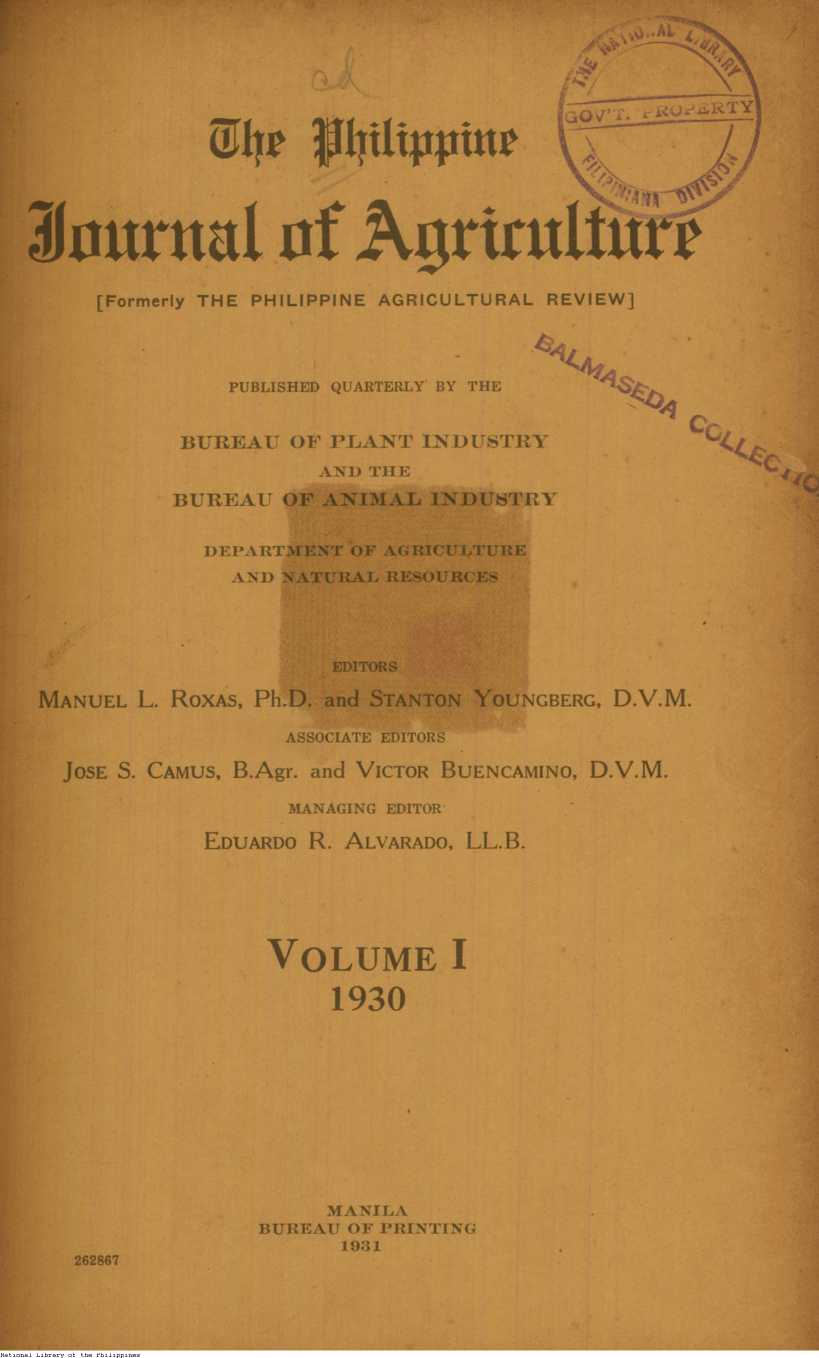 cd
THE NATIONAL LIBRARY
GOV'T. PROPERTY
FILIPINIANA DIVISION
The Philippine
Journal of Agriculture
[Formerly THE PHILIPPINE AGRICULTURAL REVIEW]
BALMASEDA COLLECTIO
PUBLISHED QUARTERLY BY THE
BUREAU OF PLANT INDUSTRY
AND THE
BUREAU OF ANIMAL INDUSTRY
DEPARTMENT OF AGRICULTURE
AND NATURAL RESOURCES
EDITORS
MANUEL L. ROXAS, Ph.D. and STANTON YOUNGBERG, D.V.M.
ASSOCIATE EDITORS
JOSE S. CAMUS, B.Agr. and VICTOR BUENCAMINO, D.V.M.
MANAGING EDITOR
EDUARDO R. ALVARADO, LL.B.
VOLUME I
1930
MANILA
BUREAU OF PRINTING
1931
262867
National Library of the Philippines